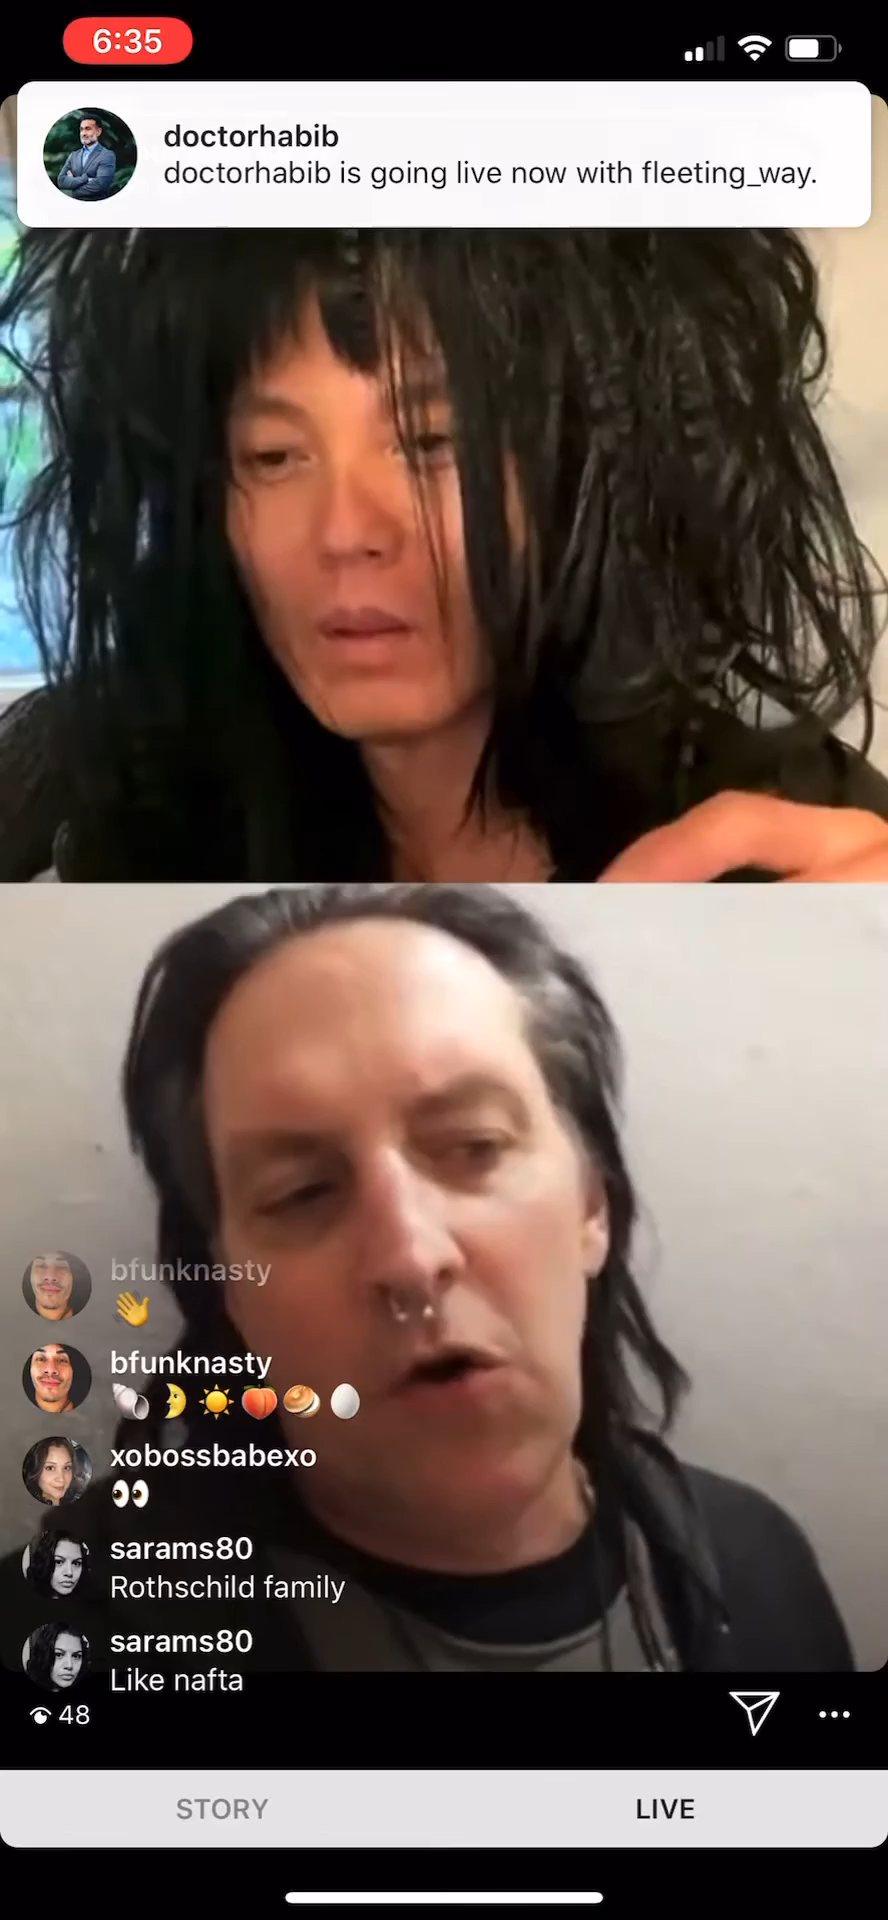 6:35
doctorhabib
doctorhabib is going live now with fleeting_way.
bfunknasty
👋
bfunknasty
🐚🌛☀️🍑🥯🥚
xobossbabexo
👀
sarams80
Rothschild family
sarams80
Like nafta
48
STORY
LIVE